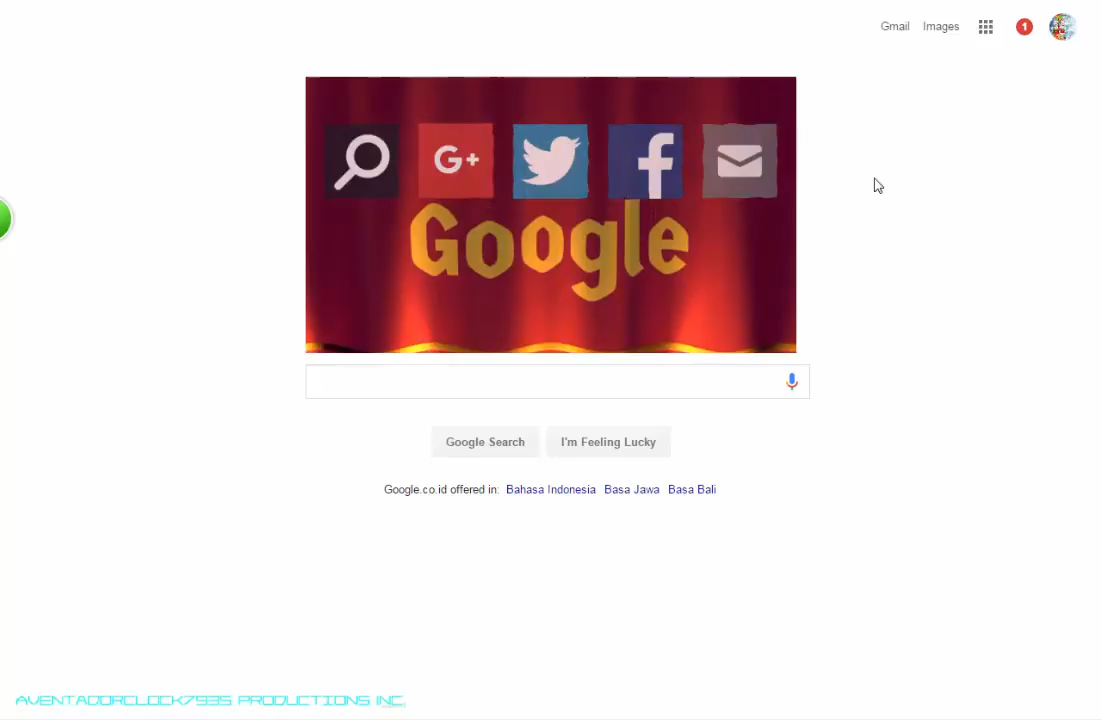 Gmail Images 1
G+ f
Google
Google Search I'm Feeling Lucky
Google.co.id offered in: Bahasa Indonesia Basa Jawa Basa Bali
AVENTADORCLOCK7535 PRODUCTIONS INC.